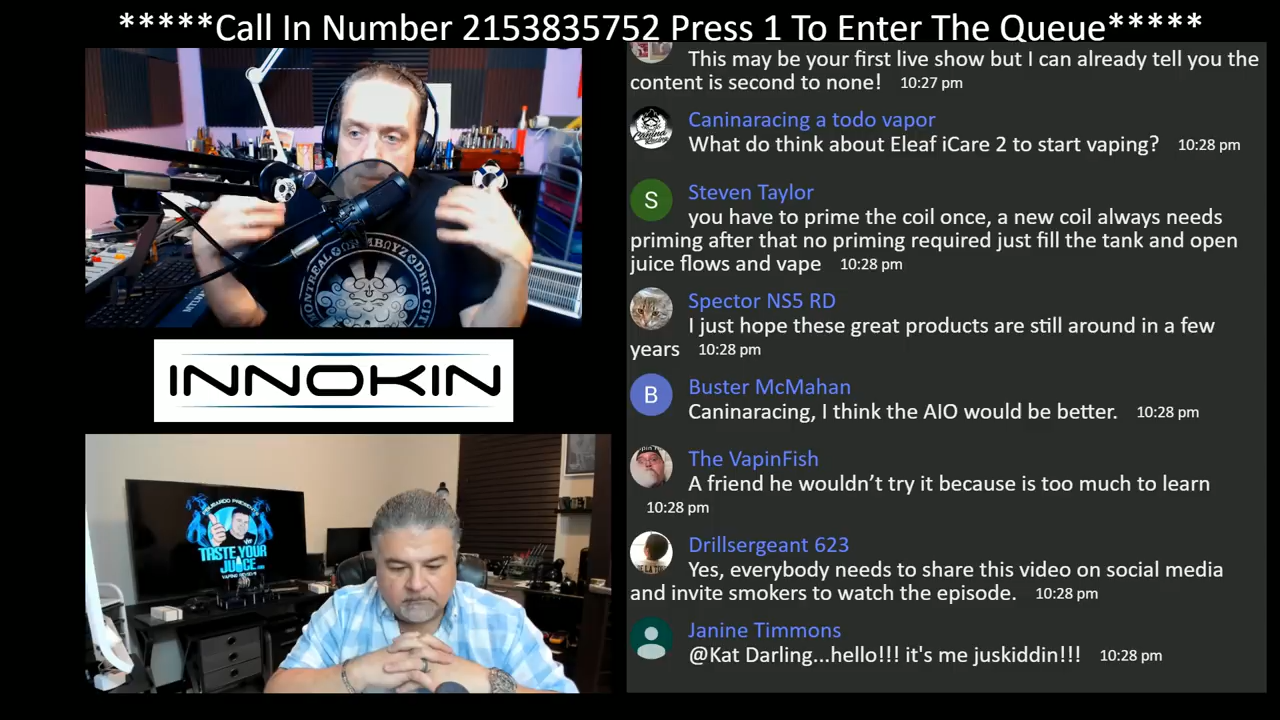 *****Call In Number 2153835752 Press 1 To Enter The Queue*****
MONTREAL
DRIP CITY
INNOKIN
TASTE YOUR
JUICE
This may be your first live show but I can already tell you the
content is second to none! 10:27 pm
Caninaracing a todo vapor
What do think about Eleaf iCare 2 to start vaping? 10:28 pm
S
Steven Taylor
you have to prime the coil once, a new coil always needs
priming after that no priming required just fill the tank and open
juice flows and vape 10:28 pm
Spector NS5 RD
I just hope these great products are still around in a few
years 10:28 pm
B
Buster McMahan
Caninaracing, I think the AIO would be better. 10:28 pm
The VapinFish
A friend he wouldn’t try it because is too much to learn
10:28 pm
Drillsergeant 623
Yes, everybody needs to share this video on social media
and invite smokers to watch the episode. 10:28 pm
Janine Timmons
@Kat Darling...hello!!! it's me juskiddin!!! 10:28 pm